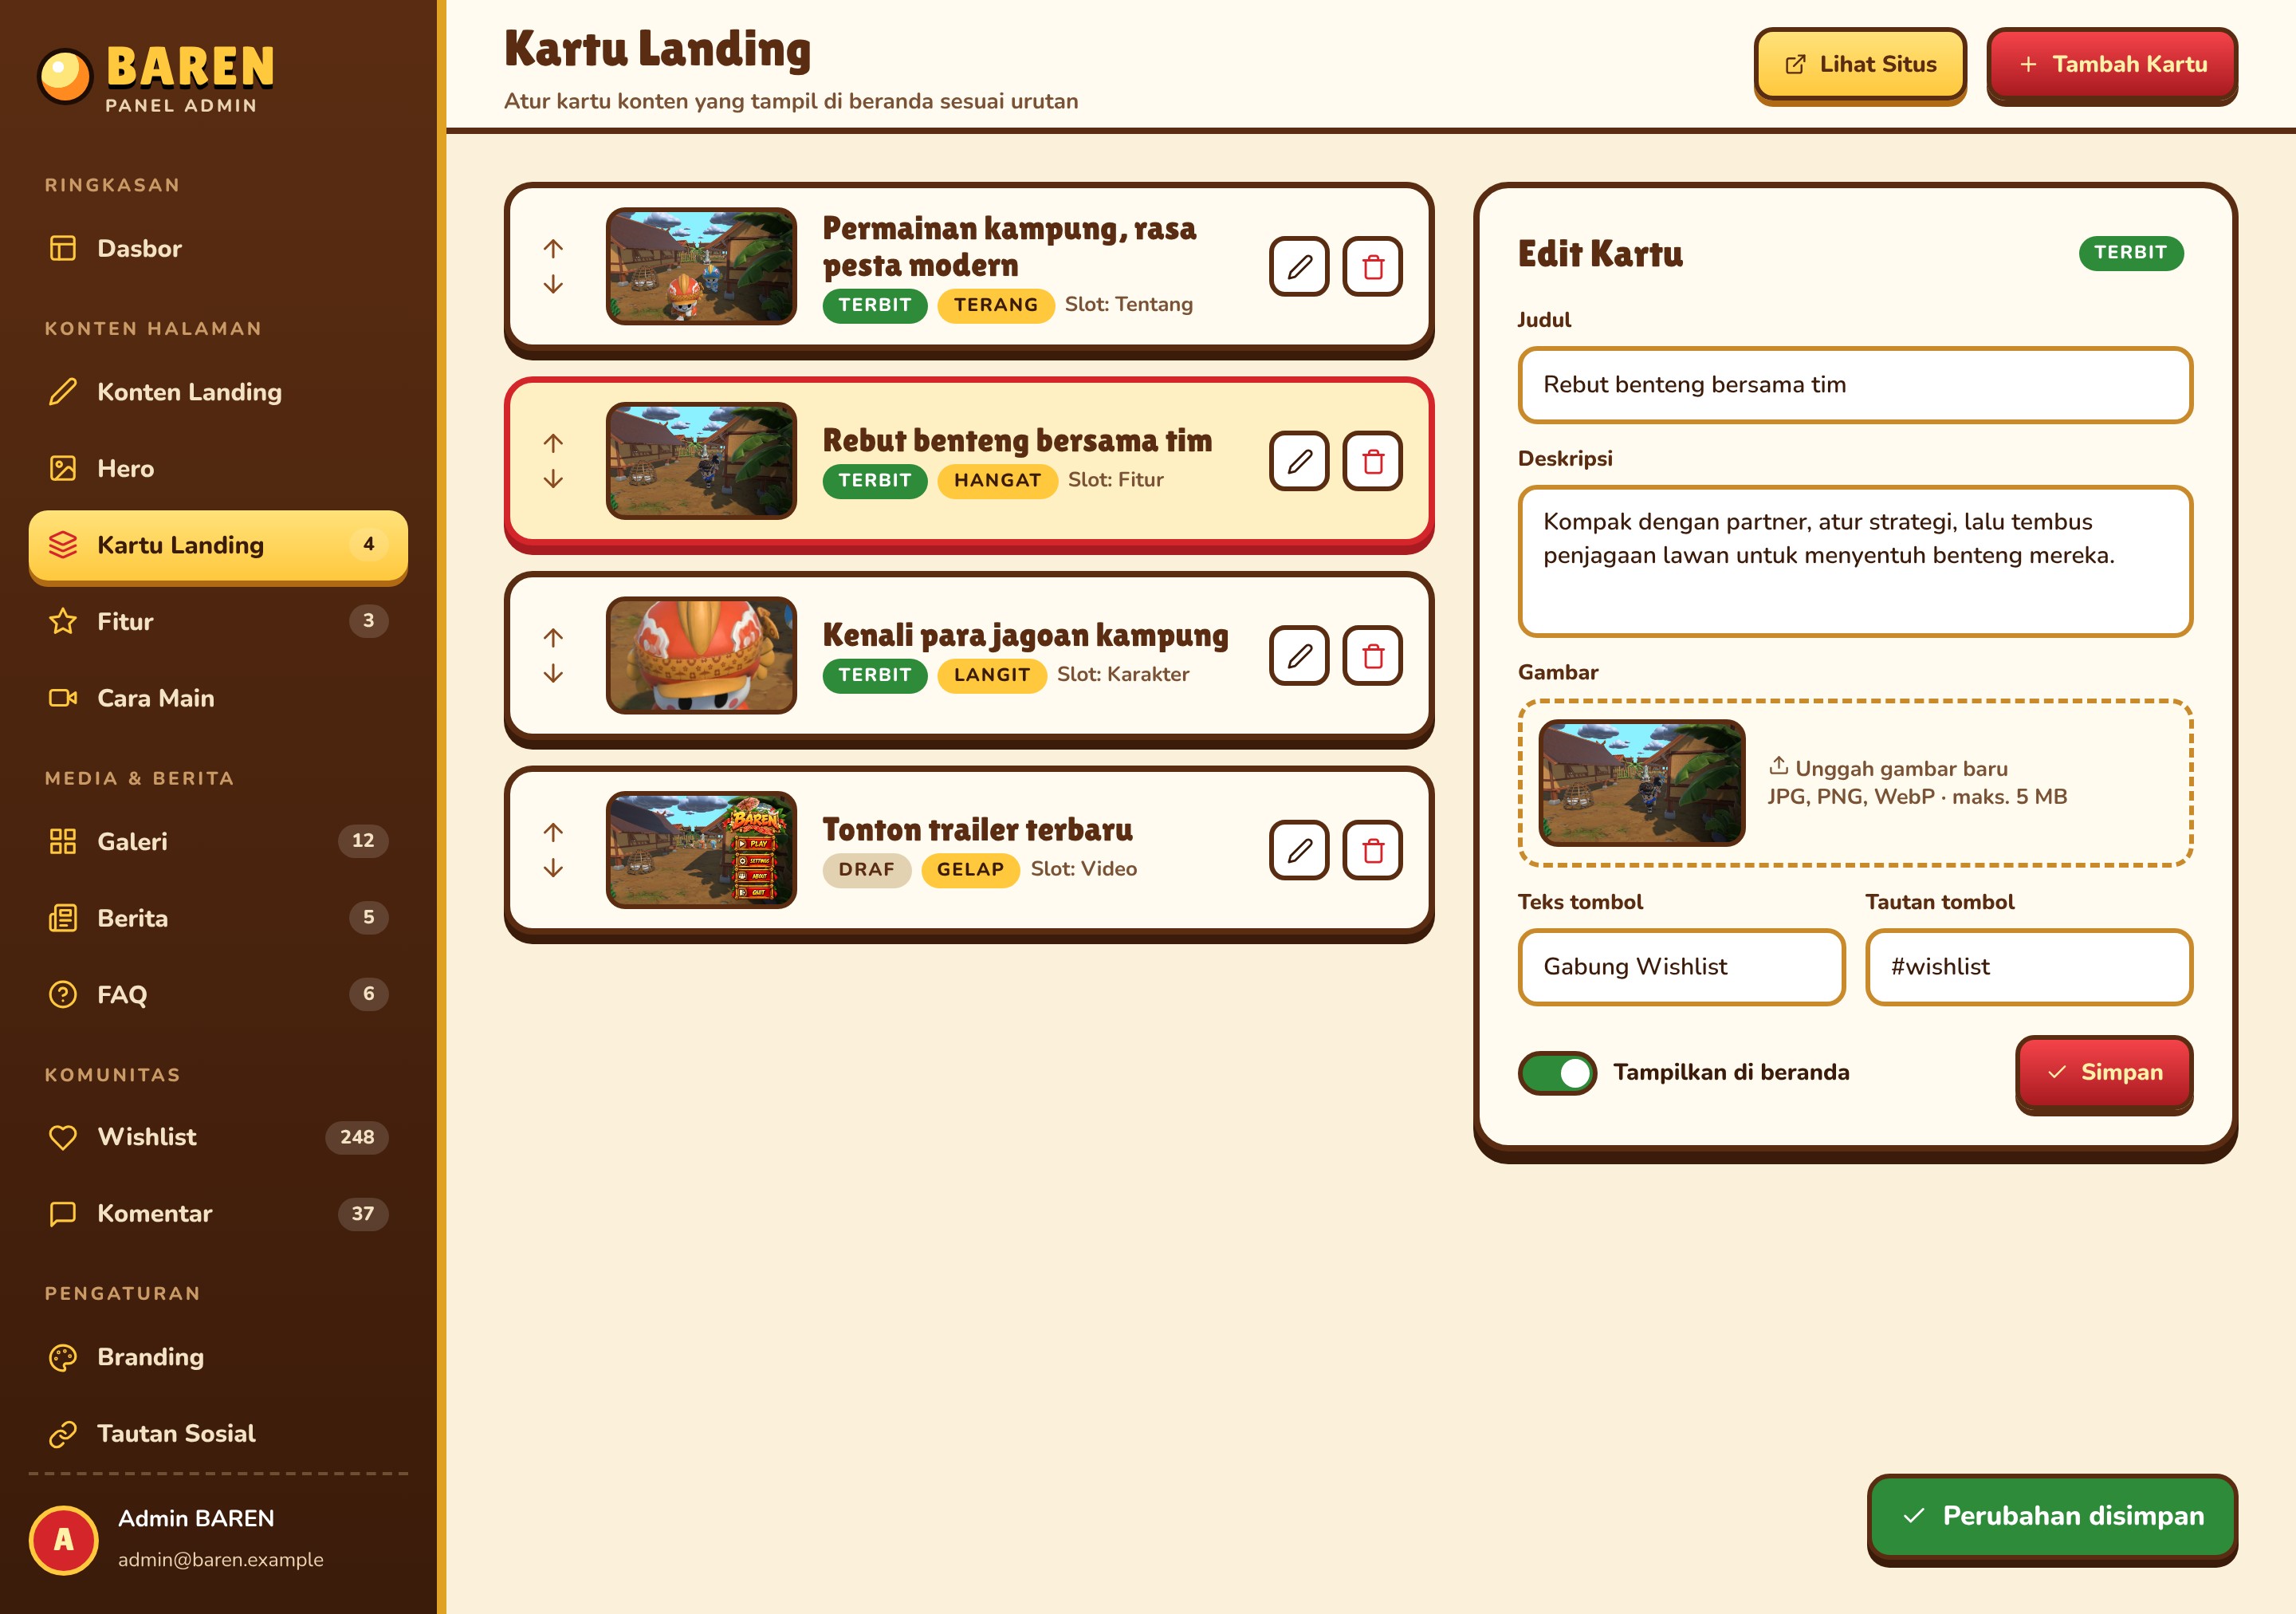 BAREN
PANEL ADMIN
RINGKASAN
Dasbor
KONTEN HALAMAN
Konten Landing
Hero
Kartu Landing 4
Fitur 3
Cara Main
MEDIA & BERITA
Galeri 12
Berita 5
FAQ 6
KOMUNITAS
Wishlist 248
Komentar 37
PENGATURAN
Branding
Tautan Sosial
A
Admin BAREN
admin@baren.example
Kartu Landing
Atur kartu konten yang tampil di beranda sesuai urutan
Lihat Situs
Tambah Kartu
Permainan kampung, rasa
pesta modern
TERBIT TERANG Slot: Tentang
Rebut benteng bersama tim
TERBIT HANGAT Slot: Fitur
Kenali para jagoan kampung
TERBIT LANGIT Slot: Karakter
BAREN
PLAY
SETTINGS
ABOUT
QUIT
Tonton trailer terbaru
DRAF GELAP Slot: Video
Edit Kartu
TERBIT
Judul
Rebut benteng bersama tim
Deskripsi
Kompak dengan partner, atur strategi, lalu tembus
penjagaan lawan untuk menyentuh benteng mereka.
Gambar
Unggah gambar baru
JPG, PNG, WebP · maks. 5 MB
Teks tombol
Gabung Wishlist
Tautan tombol
#wishlist
Tampilkan di beranda
Simpan
Perubahan disimpan